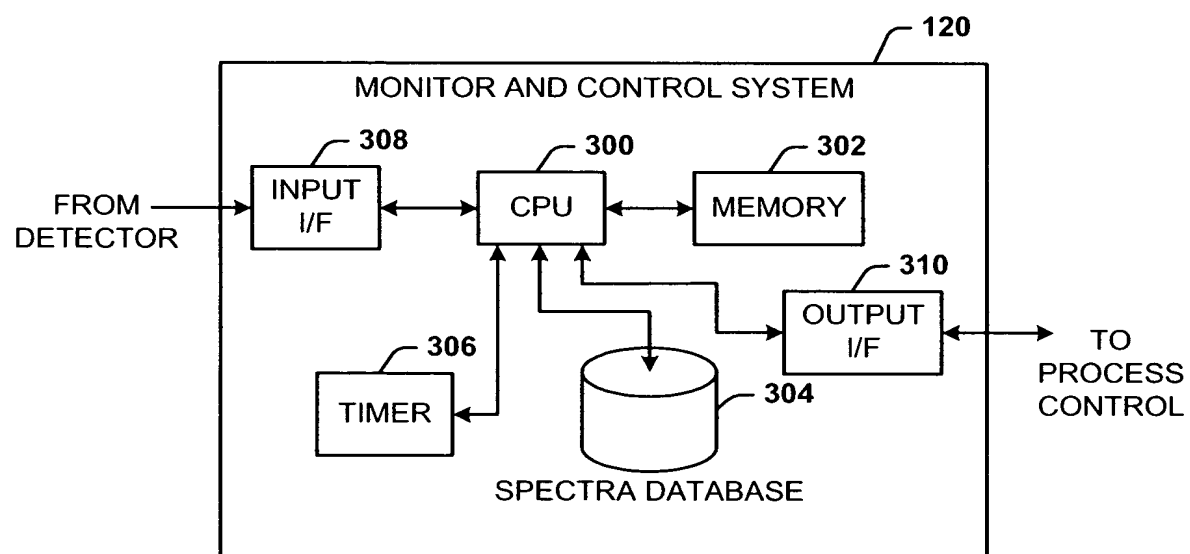 120
MONITOR AND CONTROL SYSTEM
308
300
302
INPUT
I/F
CPU
MEMORY
FROM
DETECTOR
310
OUTPUT
I/F
306
TIMER
304
TO
PROCESS
CONTROL
SPECTRA DATABASE